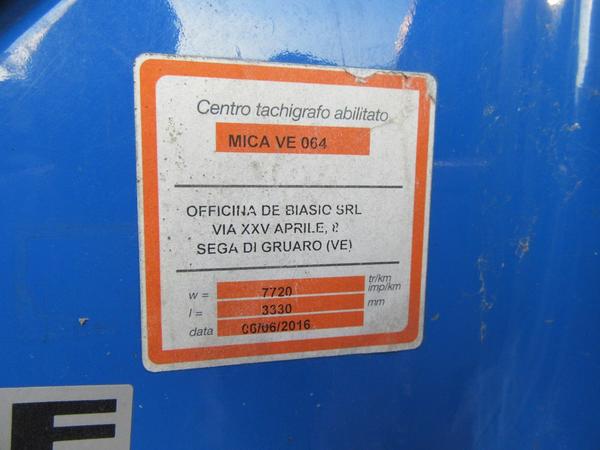 Centro tachigrafo abilitato
MICA VE 064
OFFICINA DE BIASIO SRL
VIA XXV APRILE, 8
SEGA DI GRUARO (VE)
w = 7720 tr/km imp/km
l = 3330 mm
data 06/06/2016
F